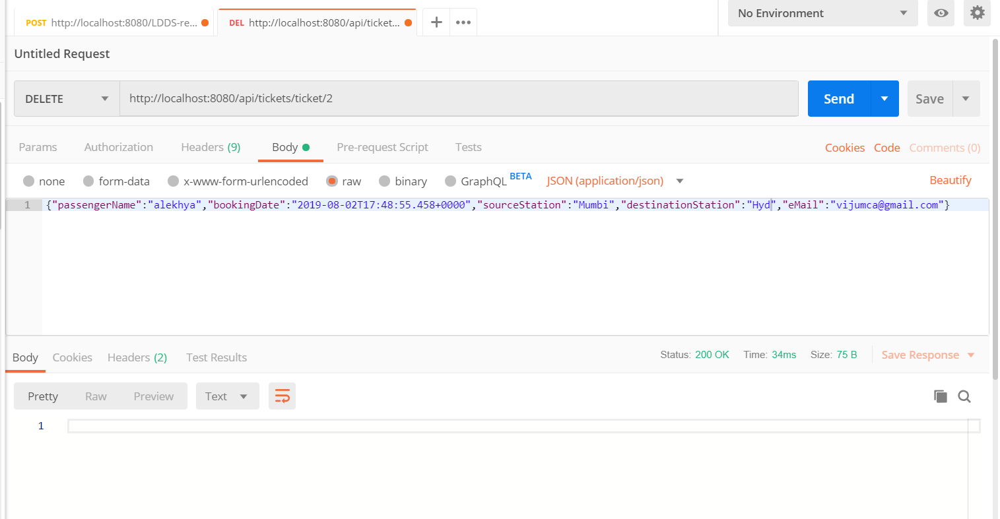 POST http://localhost:8080/LDDS-re... DEL http://localhost:8080/api/ticket... + ••• No Environment
Untitled Request
DELETE http://localhost:8080/api/tickets/ticket/2 Send Save
Params Authorization Headers (9) Body Pre-request Script Tests Cookies Code Comments (0)
none form-data x-www-form-urlencoded raw binary GraphQL BETA JSON (application/json) Beautify
1 {"passengerName":"alekhya","bookingDate":"2019-08-02T17:48:55.458+0000","sourceStation":"Mumbi","destinationStation":"Hyd","eMail":"vijumca@gmail.com"}
Body Cookies Headers (2) Test Results Status: 200 OK Time: 34ms Size: 75 B Save Response
Pretty Raw Preview Text
1